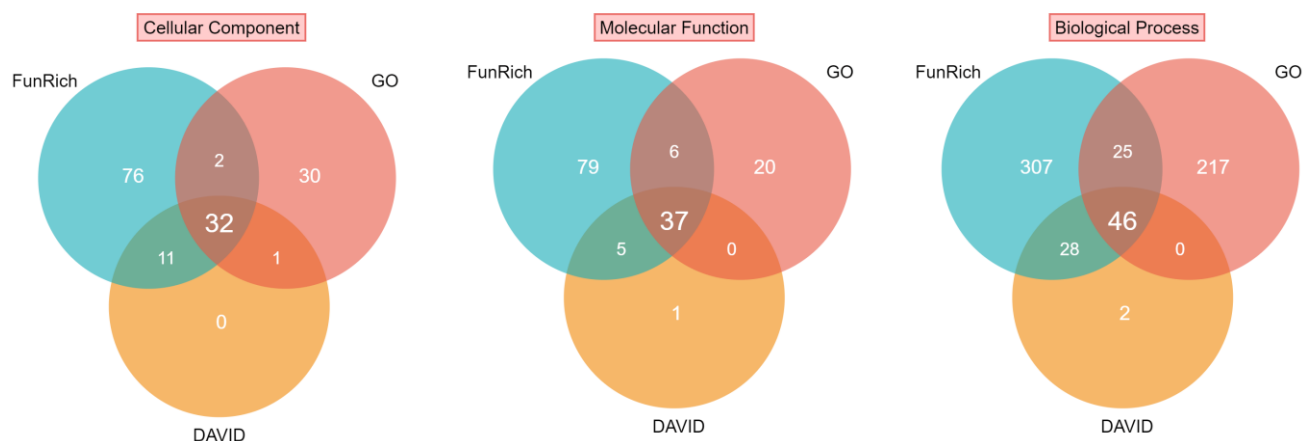 Cellular Component
FunRich
GO
76
2
30
32
11
1
0
DAVID
Molecular Function
FunRich
GO
79
6
20
37
5
0
1
DAVID
Biological Process
FunRich
GO
307
25
217
46
28
0
2
DAVID